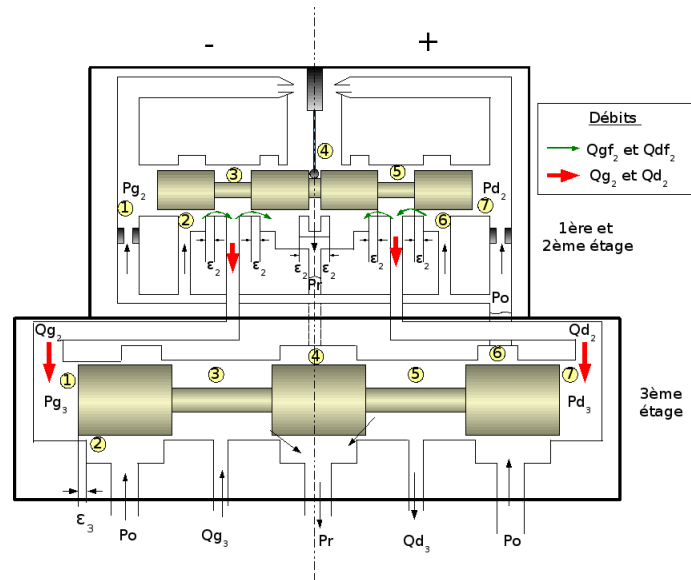 - +
Débits
Qgf2 et Qdf2
Qg2 et Qd2
4
3 5
Pg2 Pd2
1 7
2 6
1ère et
2ème étage
ε2 ε2 ε2 ε2 ε2 ε2
Pr
Po
Qg2 Qd2
4 6
1 3 5 7
Pg3 Pd3
3ème
étage
2
ε3
Po Qg3 Pr Qd3 Po